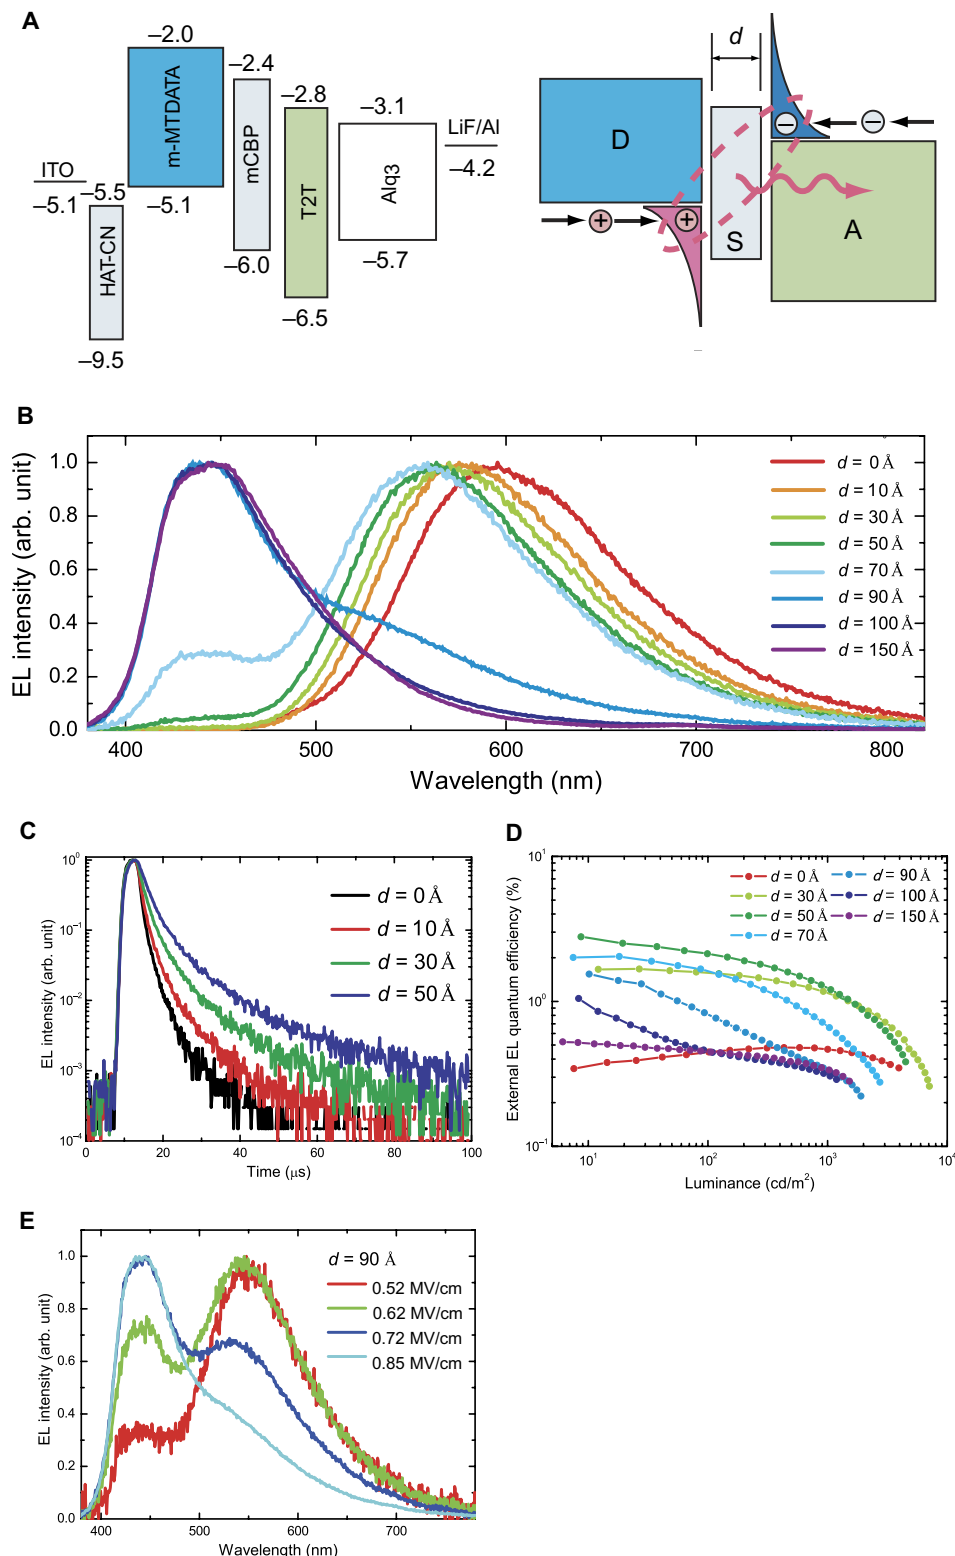 A
–2.0
–2.4
–2.8
–3.1
LiF/Al
–4.2
ITO
–5.1
–5.5
–5.1
m-MTDATA
mCBP
T2T
Alq3
HAT-CN
–6.0
–5.7
–6.5
–9.5
d
D
S
A
B
EL intensity (arb. unit)
1.0
0.8
0.6
0.4
0.2
0.0
400
500
600
700
800
Wavelength (nm)
d = 0 Å
d = 10 Å
d = 30 Å
d = 50 Å
d = 70 Å
d = 90 Å
d = 100 Å
d = 150 Å
C
EL intensity (arb. unit)
10⁰
10⁻¹
10⁻²
10⁻³
10⁻⁴
0
20
40
60
80
100
Time (μs)
d = 0 Å
d = 10 Å
d = 30 Å
d = 50 Å
D
External EL quantum efficiency (%)
10¹
10⁰
10⁻¹
10¹
10²
10³
10⁴
Luminance (cd/m²)
d = 0 Å
d = 30 Å
d = 50 Å
d = 70 Å
d = 90 Å
d = 100 Å
d = 150 Å
E
EL intensity (arb. unit)
1.0
0.8
0.6
0.4
0.2
0.0
400
500
600
700
Wavelength (nm)
d = 90 Å
0.52 MV/cm
0.62 MV/cm
0.72 MV/cm
0.85 MV/cm